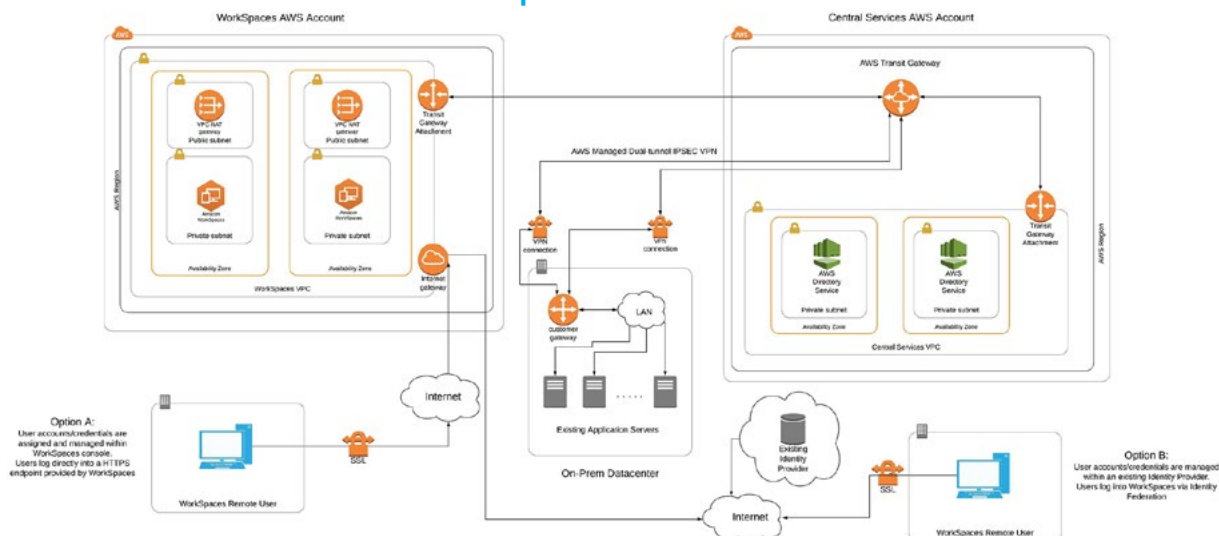 WorkSpaces AWS Account
Central Services AWS Account
AWS
AWS
AWS Transit Gateway
VPC NAT
gateway
Public subnet
VPC NAT
gateway
Public subnet
Transit
Gateway
Attachment
AWS Managed Dual-tunnel IPSEC VPN
AWS Region
Amazon
WorkSpaces
Private subnet
Amazon
WorkSpaces
Private subnet
Availability Zone
Availability Zone
WorkSpaces VPC
Internet
gateway
VPN
connection
VPN
connection
Transit
Gateway
Attachment
AWS Region
AWS
Directory
Service
Private subnet
AWS
Directory
Service
Private subnet
Availability Zone
Availability Zone
Central Services VPC
customer
gateway
LAN
Existing Application Servers
On-Prem Datacenter
Internet
Option A:
User accounts/credentials are
assigned and managed within
WorkSpaces console.
Users log directly into a HTTPS
endpoint provided by WorkSpaces
SSL
WorkSpaces Remote User
Existing
Identity
Provider
Internet
SSL
WorkSpaces Remote User
Option B:
User accounts/credentials are managed
within an existing Identity Provider.
Users log into WorkSpaces via Identity
Federation